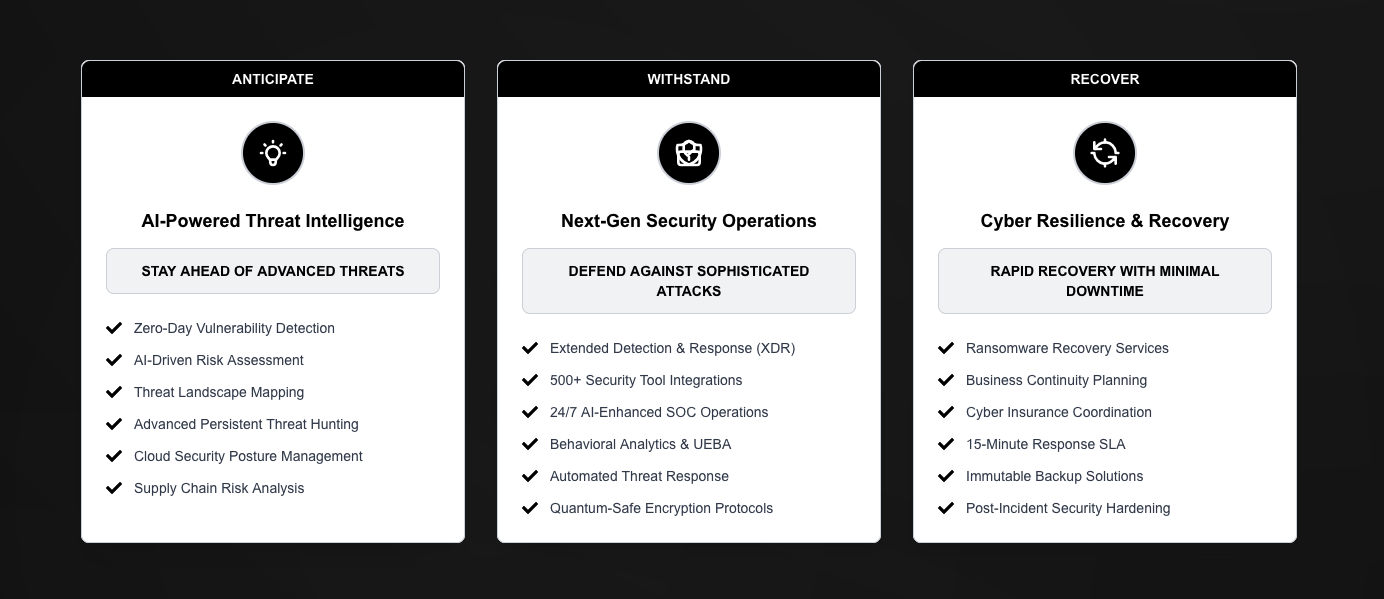 ANTICIPATE
AI-Powered Threat Intelligence
STAY AHEAD OF ADVANCED THREATS
Zero-Day Vulnerability Detection
AI-Driven Risk Assessment
Threat Landscape Mapping
Advanced Persistent Threat Hunting
Cloud Security Posture Management
Supply Chain Risk Analysis
WITHSTAND
Next-Gen Security Operations
DEFEND AGAINST SOPHISTICATED
ATTACKS
Extended Detection & Response (XDR)
500+ Security Tool Integrations
24/7 AI-Enhanced SOC Operations
Behavioral Analytics & UEBA
Automated Threat Response
Quantum-Safe Encryption Protocols
RECOVER
Cyber Resilience & Recovery
RAPID RECOVERY WITH MINIMAL
DOWNTIME
Ransomware Recovery Services
Business Continuity Planning
Cyber Insurance Coordination
15-Minute Response SLA
Immutable Backup Solutions
Post-Incident Security Hardening